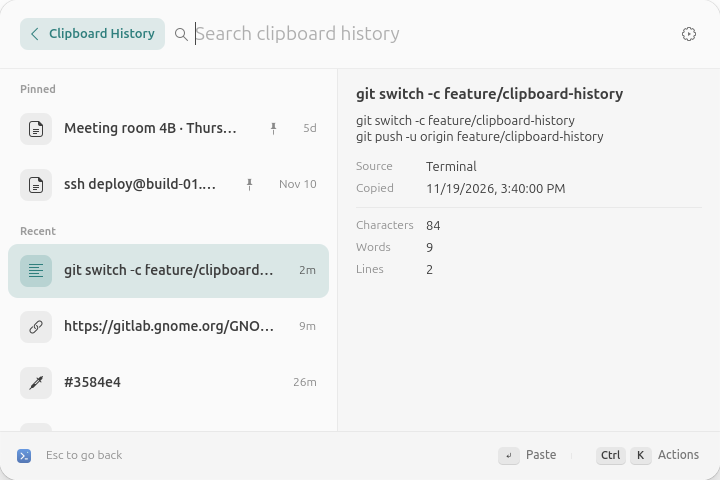 Clipboard History
Search clipboard history
Pinned
Meeting room 4B · Thurs… 5d
ssh deploy@build-01.… Nov 10
Recent
git switch -c feature/clipboard… 2m
https://gitlab.gnome.org/GNO… 9m
#3584e4 26m
git switch -c feature/clipboard-history
git switch -c feature/clipboard-history
git push -u origin feature/clipboard-history
Source Terminal
Copied 11/19/2026, 3:40:00 PM
Characters 84
Words 9
Lines 2
Esc to go back
Paste
Ctrl K Actions